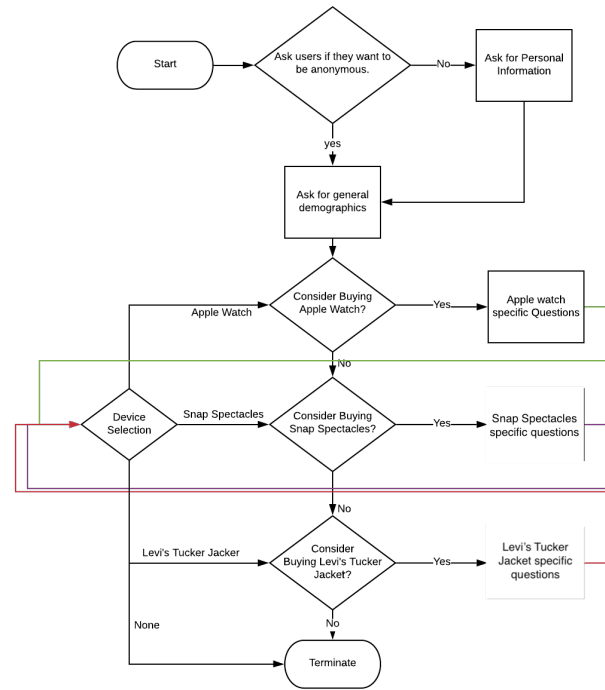 Start
Ask users if they want to
be anonymous.
No
Ask for Personal
Information
yes
Ask for general
demographics
Consider Buying
Apple Watch?
Yes
Apple watch
specific Questions
Apple Watch
No
Device
Selection
Snap Spectacles
Consider Buying
Snap Spectacles?
Yes
Snap Spectacles
specific questions
No
Levi's Tucker Jacker
Consider
Buying Levi's Tucker
Jacket?
Yes
Levi's Tucker
Jacket specific
questions
None
No
Terminate